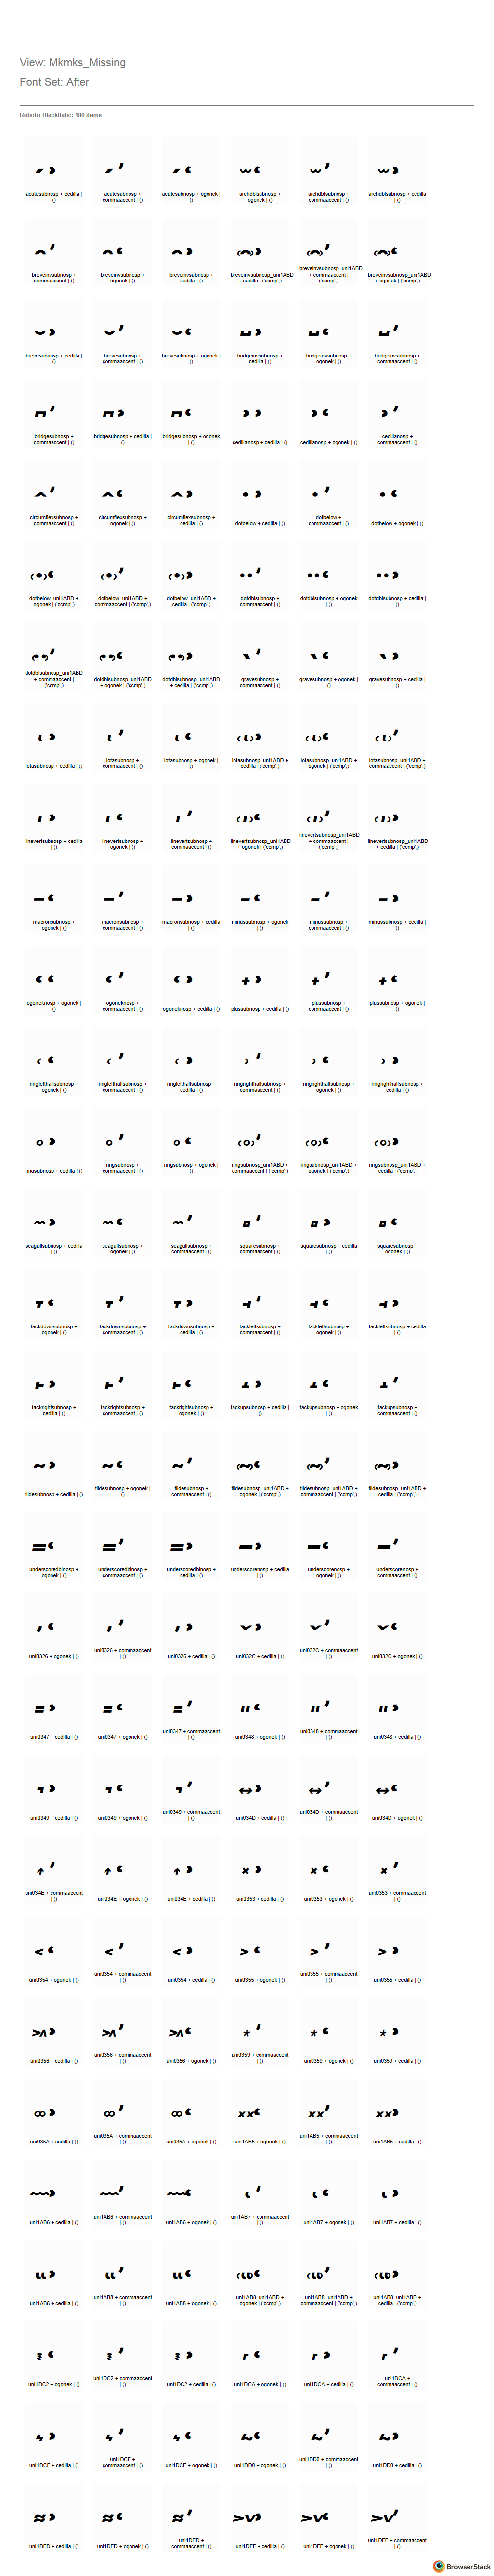 View: Mkmks_Missing
Font Set: After
Roboto-BlackItalic: 180 items
acutesubnosp + cedilla |
()
acutesubnosp +
commaaccent | ()
acutesubnosp + ogonek |
()
archdblsubnosp +
ogonek | ()
archdblsubnosp +
commaaccent | ()
archdblsubnosp + cedilla
| ()
breveinvsubnosp +
commaaccent | ()
breveinvsubnosp +
ogonek | ()
breveinvsubnosp +
cedilla | ()
breveinvsubnosp_uni1ABD
+ cedilla | ('ccmp',)
breveinvsubnosp_uni1ABD
+ commaaccent |
('ccmp',)
breveinvsubnosp_uni1ABD
+ ogonek | ('ccmp',)
brevesubnosp + cedilla |
()
brevesubnosp +
commaaccent | ()
brevesubnosp + ogonek |
()
bridgeinvsubnosp +
cedilla | ()
bridgeinvsubnosp +
ogonek | ()
bridgeinvsubnosp +
commaaccent | ()
bridgesubnosp +
commaaccent | ()
bridgesubnosp + cedilla |
()
bridgesubnosp + ogonek
| ()
cedillanosp + cedilla | ()
cedillanosp + ogonek | ()
cedillanosp +
commaaccent | ()
circumflexsubnosp +
commaaccent | ()
circumflexsubnosp +
ogonek | ()
circumflexsubnosp +
cedilla | ()
dotbelow + cedilla | ()
dotbelow +
commaaccent | ()
dotbelow + ogonek | ()
dotbelow_uni1ABD +
ogonek | ('ccmp',)
dotbelow_uni1ABD +
commaaccent | ('ccmp',)
dotbelow_uni1ABD +
cedilla | ('ccmp',)
dotdblsubnosp +
commaaccent | ()
dotdblsubnosp + ogonek
| ()
dotdblsubnosp + cedilla |
()
dotdblsubnosp_uni1ABD
+ commaaccent |
('ccmp',)
dotdblsubnosp_uni1ABD
+ ogonek | ('ccmp',)
dotdblsubnosp_uni1ABD
+ cedilla | ('ccmp',)
gravesubnosp +
commaaccent | ()
gravesubnosp + ogonek |
()
gravesubnosp + cedilla |
()
iotasubnosp + cedilla | ()
iotasubnosp +
commaaccent | ()
iotasubnosp + ogonek |
()
iotasubnosp_uni1ABD +
cedilla | ('ccmp',)
iotasubnosp_uni1ABD +
ogonek | ('ccmp',)
iotasubnosp_uni1ABD +
commaaccent | ('ccmp',)
linevertsubnosp + cedilla
| ()
linevertsubnosp +
ogonek | ()
linevertsubnosp +
commaaccent | ()
linevertsubnosp_uni1ABD
+ ogonek | ('ccmp',)
linevertsubnosp_uni1ABD
+ commaaccent |
('ccmp',)
linevertsubnosp_uni1ABD
+ cedilla | ('ccmp',)
macronsubnosp +
ogonek | ()
macronsubnosp +
commaaccent | ()
macronsubnosp + cedilla
| ()
minussubnosp + ogonek
| ()
minussubnosp +
commaaccent | ()
minussubnosp + cedilla |
()
ogoneknosp + ogonek |
()
ogoneknosp +
commaaccent | ()
ogoneknosp + cedilla | ()
plussubnosp + cedilla | ()
plussubnosp +
commaaccent | ()
plussubnosp + ogonek |
()
ringlefthalfsubnosp +
ogonek | ()
ringlefthalfsubnosp +
commaaccent | ()
ringlefthalfsubnosp +
cedilla | ()
ringrighthalfsubnosp +
commaaccent | ()
ringrighthalfsubnosp +
ogonek | ()
ringrighthalfsubnosp +
cedilla | ()
ringsubnosp + cedilla | ()
ringsubnosp +
commaaccent | ()
ringsubnosp + ogonek |
()
ringsubnosp_uni1ABD +
commaaccent | ('ccmp',)
ringsubnosp_uni1ABD +
ogonek | ('ccmp',)
ringsubnosp_uni1ABD +
cedilla | ('ccmp',)
seagullsubnosp + cedilla
| ()
seagullsubnosp +
ogonek | ()
seagullsubnosp +
commaaccent | ()
squaresubnosp +
commaaccent | ()
squaresubnosp + cedilla
| ()
squaresubnosp +
ogonek | ()
tackdownsubnosp +
ogonek | ()
tackdownsubnosp +
commaaccent | ()
tackdownsubnosp +
cedilla | ()
tackleftsubnosp +
commaaccent | ()
tackleftsubnosp +
ogonek | ()
tackleftsubnosp + cedilla
| ()
tackrightsubnosp +
cedilla | ()
tackrightsubnosp +
commaaccent | ()
tackrightsubnosp +
ogonek | ()
tackupsubnosp + cedilla |
()
tackupsubnosp + ogonek
| ()
tackupsubnosp +
commaaccent | ()
tildesubnosp + cedilla | ()
tildesubnosp + ogonek |
()
tildesubnosp +
commaaccent | ()
tildesubnosp_uni1ABD +
ogonek | ('ccmp',)
tildesubnosp_uni1ABD +
commaaccent | ('ccmp',)
tildesubnosp_uni1ABD +
cedilla | ('ccmp',)
underscoredblnosp +
ogonek | ()
underscoredblnosp +
commaaccent | ()
underscoredblnosp +
cedilla | ()
underscorenosp + cedilla
| ()
underscorenosp +
ogonek | ()
underscorenosp +
commaaccent | ()
uni0326 + ogonek | ()
uni0326 + commaaccent
| ()
uni0326 + cedilla | ()
uni032C + cedilla | ()
uni032C + commaaccent
| ()
uni032C + ogonek | ()
uni0347 + cedilla | ()
uni0347 + ogonek | ()
uni0347 + commaaccent
| ()
uni0348 + ogonek | ()
uni0348 + commaaccent
| ()
uni0348 + cedilla | ()
uni0349 + cedilla | ()
uni0349 + ogonek | ()
uni0349 + commaaccent
| ()
uni034D + cedilla | ()
uni034D + commaaccent
| ()
uni034D + ogonek | ()
uni034E + commaaccent
| ()
uni034E + ogonek | ()
uni034E + cedilla | ()
uni0353 + cedilla | ()
uni0353 + ogonek | ()
uni0353 + commaaccent
| ()
uni0354 + ogonek | ()
uni0354 + commaaccent
| ()
uni0354 + cedilla | ()
uni0355 + ogonek | ()
uni0355 + commaaccent
| ()
uni0355 + cedilla | ()
uni0356 + cedilla | ()
uni0356 + commaaccent
| ()
uni0356 + ogonek | ()
uni0359 + commaaccent
| ()
uni0359 + ogonek | ()
uni0359 + cedilla | ()
uni035A + cedilla | ()
uni035A + commaaccent
| ()
uni035A + ogonek | ()
uni1AB5 + ogonek | ()
uni1AB5 + commaaccent
| ()
uni1AB5 + cedilla | ()
uni1AB6 + cedilla | ()
uni1AB6 + commaaccent
| ()
uni1AB6 + ogonek | ()
uni1AB7 + commaaccent
| ()
uni1AB7 + ogonek | ()
uni1AB7 + cedilla | ()
uni1AB8 + cedilla | ()
uni1AB8 + commaaccent
| ()
uni1AB8 + ogonek | ()
uni1AB8_uni1ABD +
ogonek | ('ccmp',)
uni1AB8_uni1ABD +
commaaccent | ('ccmp',)
uni1AB8_uni1ABD +
cedilla | ('ccmp',)
uni1DC2 + ogonek | ()
uni1DC2 + commaaccent
| ()
uni1DC2 + cedilla | ()
uni1DCA + ogonek | ()
uni1DCA + cedilla | ()
uni1DCA +
commaaccent | ()
uni1DCF + cedilla | ()
uni1DCF +
commaaccent | ()
uni1DCF + ogonek | ()
uni1DD0 + ogonek | ()
uni1DD0 + commaaccent
| ()
uni1DD0 + cedilla | ()
uni1DFD + cedilla | ()
uni1DFD + ogonek | ()
uni1DFD +
commaaccent | ()
uni1DFF + cedilla | ()
uni1DFF + ogonek | ()
uni1DFF + commaaccent
| ()
BrowserStack